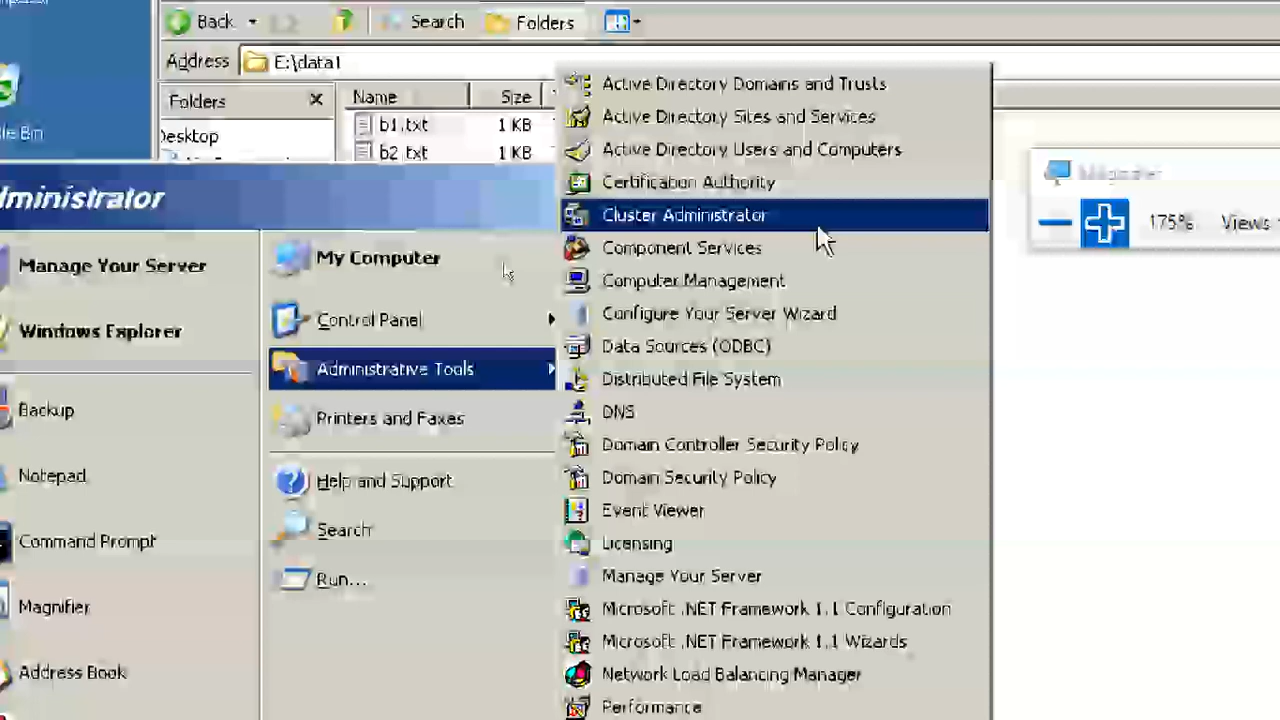 Back
Search
Folders
Address
E:\data1
Folders
Name
Size
b1.txt
1 KB
b2.txt
1 KB
Desktop
le Bin
dministrator
Manage Your Server
Windows Explorer
Backup
Notepad
Command Prompt
Magnifier
Address Book
My Computer
Control Panel
Administrative Tools
Printers and Faxes
Help and Support
Search
Run...
Active Directory Domains and Trusts
Active Directory Sites and Services
Active Directory Users and Computers
Certification Authority
Cluster Administrator
Component Services
Computer Management
Configure Your Server Wizard
Data Sources (ODBC)
Distributed File System
DNS
Domain Controller Security Policy
Domain Security Policy
Event Viewer
Licensing
Manage Your Server
Microsoft .NET Framework 1.1 Configuration
Microsoft .NET Framework 1.1 Wizards
Network Load Balancing Manager
Performance
Magnifier
175%
Views